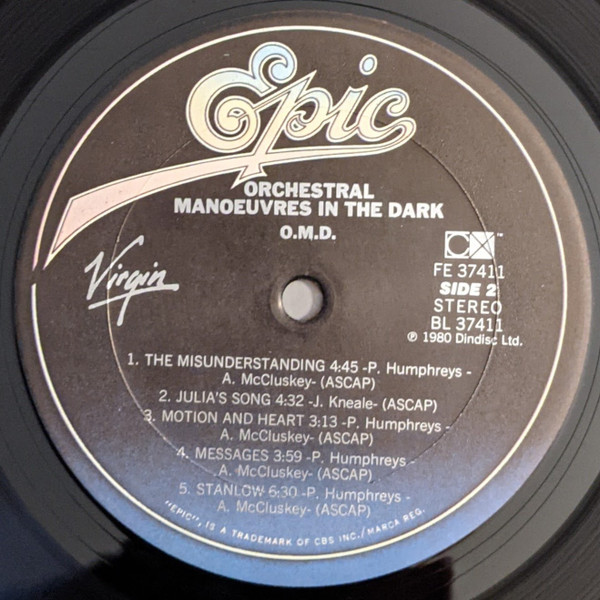 Epic
ORCHESTRAL
MANOEUVRES IN THE DARK
O.M.D.
Virgin
CX™
FE 37411
SIDE 2
STEREO
BL 37411
℗ 1980 Dindisc Ltd.
1. THE MISUNDERSTANDING 4:45 -P. Humphreys -
A. McCluskey- (ASCAP)
2. JULIA'S SONG 4:32 -J. Kneale- (ASCAP)
3. MOTION AND HEART 3:13 -P. Humphreys -
A. McCluskey- (ASCAP)
4. MESSAGES 3:59 -P. Humphreys -
A. McCluskey- (ASCAP)
5. STANLOW 6:30 -P. Humphreys -
A. McCluskey- (ASCAP)
"EPIC", IS A TRADEMARK OF CBS INC./MARCA REG.